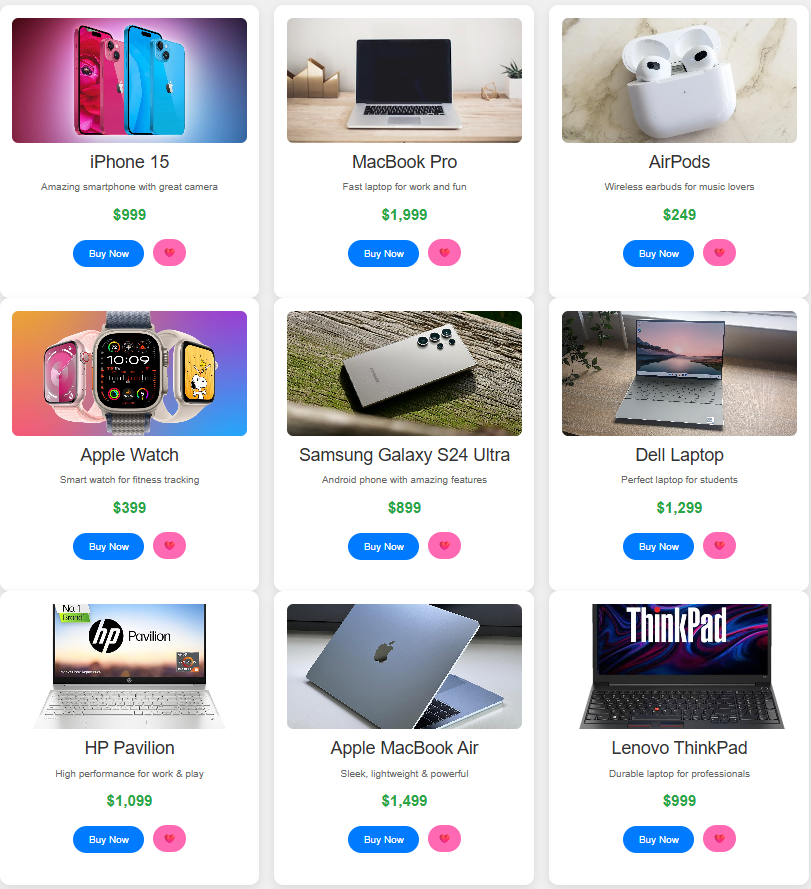 iPhone 15
Amazing smartphone with great camera
$999
Buy Now
MacBook Pro
Fast laptop for work and fun
$1,999
Buy Now
AirPods
Wireless earbuds for music lovers
$249
Buy Now
10:09
Apple Watch
Smart watch for fitness tracking
$399
Buy Now
SAMSUNG
Samsung Galaxy S24 Ultra
Android phone with amazing features
$899
Buy Now
Dell Laptop
Perfect laptop for students
$1,299
Buy Now
No. 1
Brand
hp Pavilion
HP Pavilion
High performance for work & play
$1,099
Buy Now
Apple MacBook Air
Sleek, lightweight & powerful
$1,499
Buy Now
ThinkPad
Lenovo ThinkPad
Durable laptop for professionals
$999
Buy Now